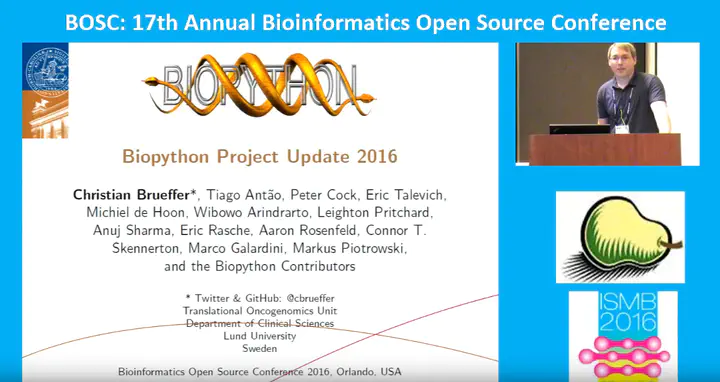 BOSC: 17th Annual Bioinformatics Open Source Conference
BIOPYTHON
Biopython Project Update 2016
Christian Brueffer*, Tiago Antão, Peter Cock, Eric Talevich,
Michiel de Hoon, Wibowo Arindrarto, Leighton Pritchard,
Anuj Sharma, Eric Rasche, Aaron Rosenfeld, Connor T.
Skennerton, Marco Galardini, Markus Piotrowski,
and the Biopython Contributors
* Twitter & GitHub: @cbrueffer
Translational Oncogenomics Unit
Department of Clinical Sciences
Lund University
Sweden
Bioinformatics Open Source Conference 2016, Orlando, USA
ISMB
2016